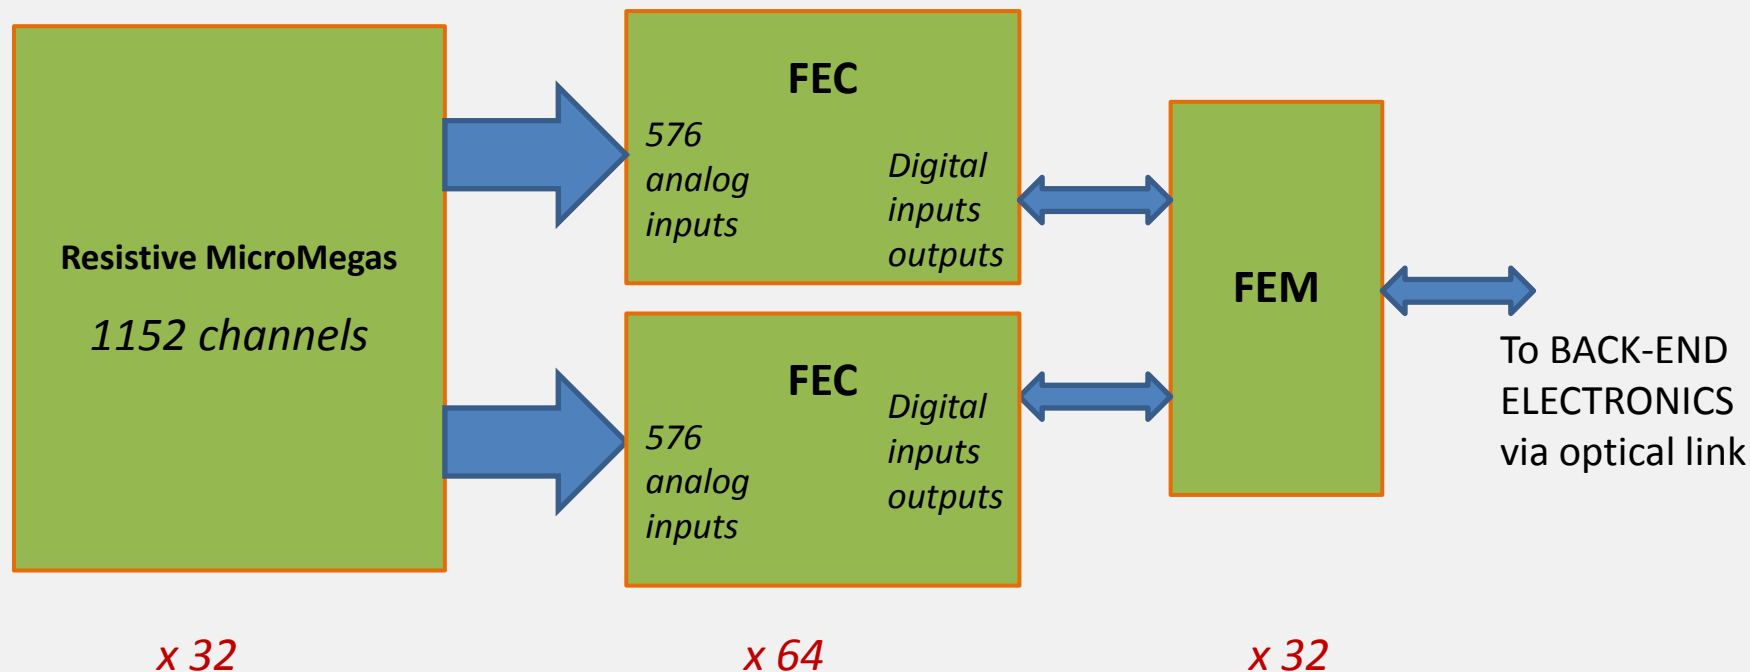 Resistive MicroMegas
1152 channels
x 32
FEC
576
analog
inputs
Digital
inputs
outputs
FEC
576
analog
inputs
Digital
inputs
outputs
x 64
FEM
x 32
To BACK-END
ELECTRONICS
via optical link